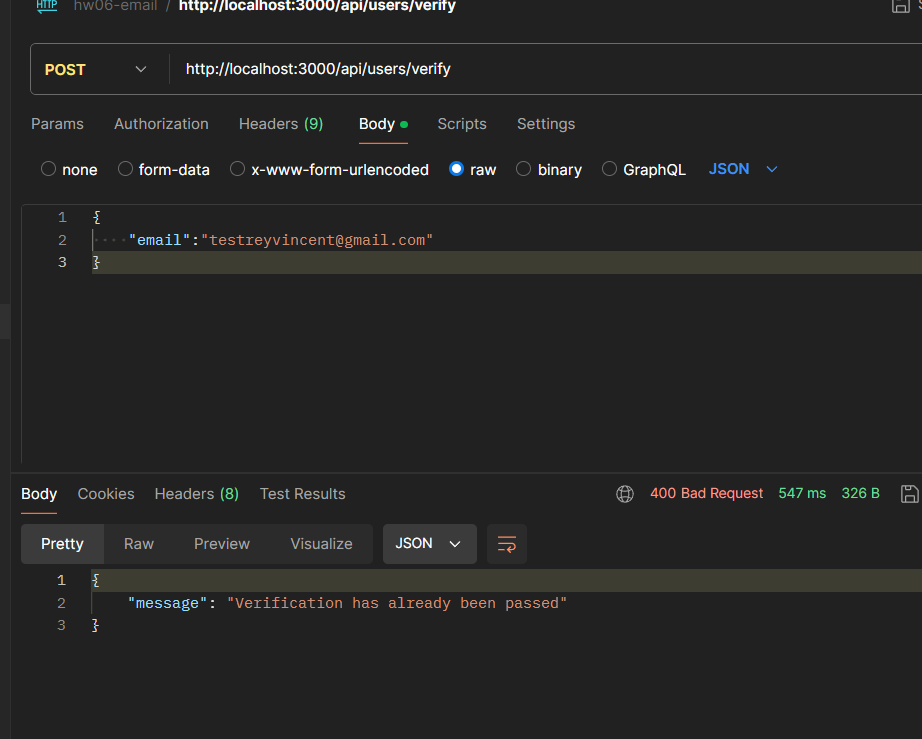 HTTP hw06-email / http://localhost:3000/api/users/verify
POST http://localhost:3000/api/users/verify
Params Authorization Headers (9) Body Scripts Settings
none form-data x-www-form-urlencoded raw binary GraphQL JSON
1 {
2 "email":"testreyvincent@gmail.com"
3 }
Body Cookies Headers (8) Test Results 400 Bad Request 547 ms 326 B
Pretty Raw Preview Visualize JSON
1 {
2 "message": "Verification has already been passed"
3 }